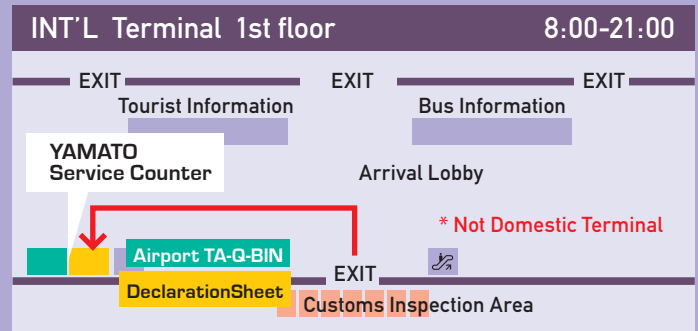 INT'L Terminal 1st floor 8:00-21:00
EXIT EXIT EXIT
Tourist Information Bus Information
YAMATO
Service Counter
Arrival Lobby
* Not Domestic Terminal
Airport TA-Q-BIN
EXIT
DeclarationSheet
Customs Inspection Area